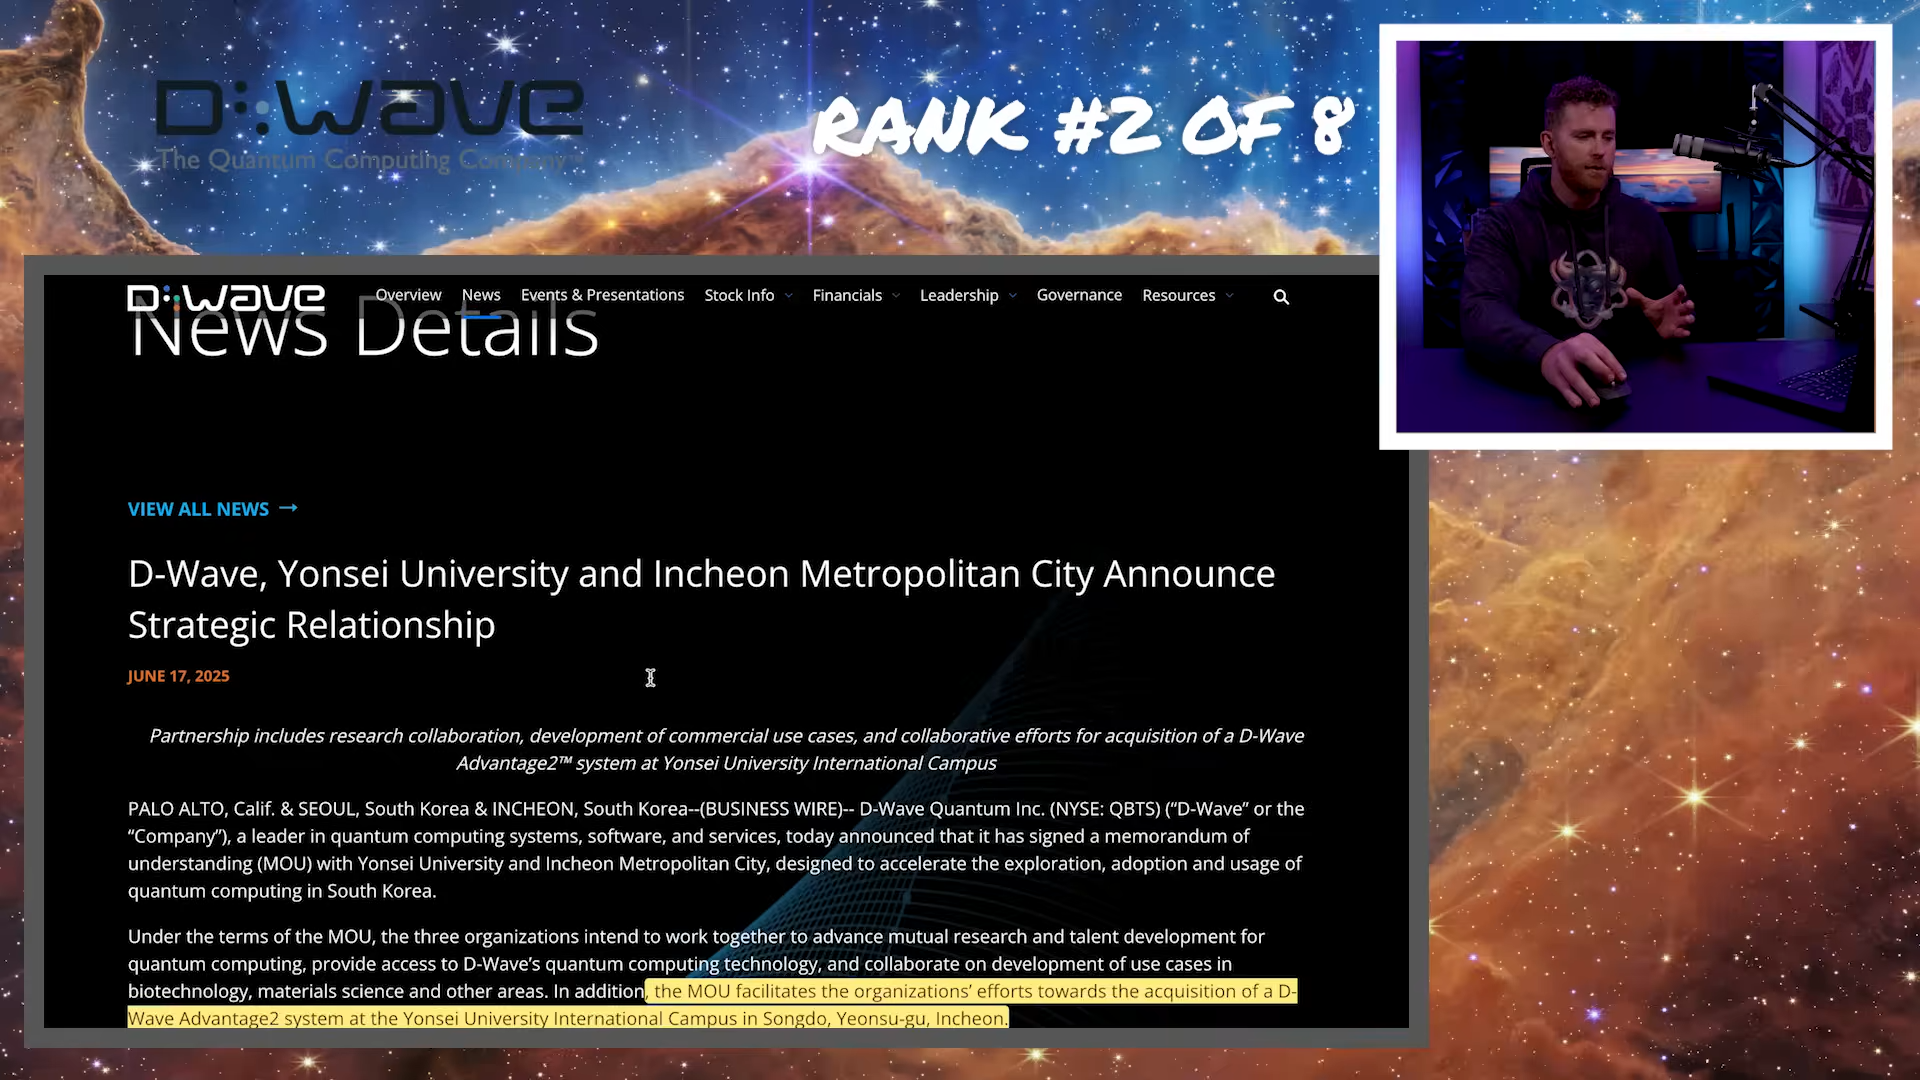 D:wave
The Quantum Computing Company™
RANK #2 OF 8
D:wave
Overview News Events & Presentations Stock Info Financials Leadership Governance Resources
News Details
VIEW ALL NEWS →
D-Wave, Yonsei University and Incheon Metropolitan City Announce
Strategic Relationship
JUNE 17, 2025
Partnership includes research collaboration, development of commercial use cases, and collaborative efforts for acquisition of a D-Wave
Advantage2™ system at Yonsei University International Campus
PALO ALTO, Calif. & SEOUL, South Korea & INCHEON, South Korea--(BUSINESS WIRE)-- D-Wave Quantum Inc. (NYSE: QBTS) (“D-Wave” or the
“Company”), a leader in quantum computing systems, software, and services, today announced that it has signed a memorandum of
understanding (MOU) with Yonsei University and Incheon Metropolitan City, designed to accelerate the exploration, adoption and usage of
quantum computing in South Korea.
Under the terms of the MOU, the three organizations intend to work together to advance mutual research and talent development for
quantum computing, provide access to D-Wave’s quantum computing technology, and collaborate on development of use cases in
biotechnology, materials science and other areas. In addition, the MOU facilitates the organizations’ efforts towards the acquisition of a D-
Wave Advantage2 system at the Yonsei University International Campus in Songdo, Yeonsu-gu, Incheon.